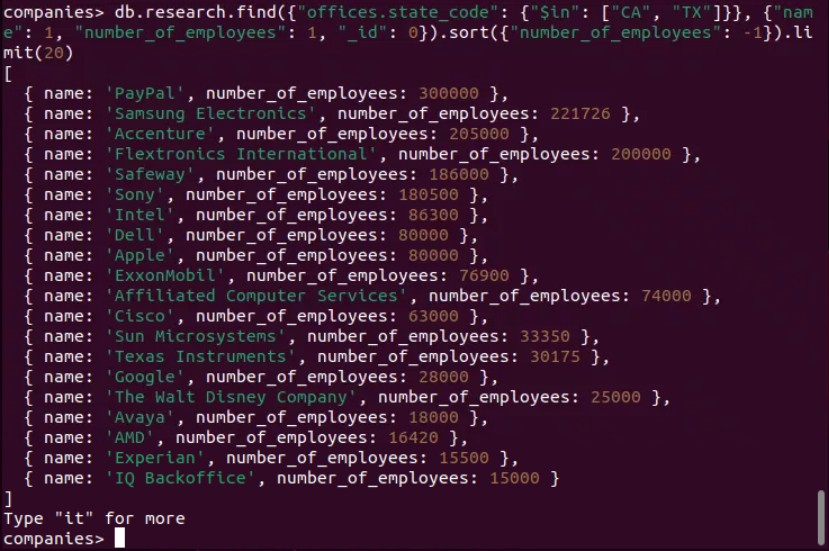 companies> db.research.find({"offices.state_code": {"$in": ["CA", "TX"]}}, {"nam
e": 1, "number_of_employees": 1, "_id": 0}).sort({"number_of_employees": -1}).li
mit(20)
[
  { name: 'PayPal', number_of_employees: 300000 },
  { name: 'Samsung Electronics', number_of_employees: 221726 },
  { name: 'Accenture', number_of_employees: 205000 },
  { name: 'Flextronics International', number_of_employees: 200000 },
  { name: 'Safeway', number_of_employees: 186000 },
  { name: 'Sony', number_of_employees: 180500 },
  { name: 'Intel', number_of_employees: 86300 },
  { name: 'Dell', number_of_employees: 80000 },
  { name: 'Apple', number_of_employees: 80000 },
  { name: 'ExxonMobil', number_of_employees: 76900 },
  { name: 'Affiliated Computer Services', number_of_employees: 74000 },
  { name: 'Cisco', number_of_employees: 63000 },
  { name: 'Sun Microsystems', number_of_employees: 33350 },
  { name: 'Texas Instruments', number_of_employees: 30175 },
  { name: 'Google', number_of_employees: 28000 },
  { name: 'The Walt Disney Company', number_of_employees: 25000 },
  { name: 'Avaya', number_of_employees: 18000 },
  { name: 'AMD', number_of_employees: 16420 },
  { name: 'Experian', number_of_employees: 15500 },
  { name: 'IQ Backoffice', number_of_employees: 15000 }
]
Type "it" for more
companies>